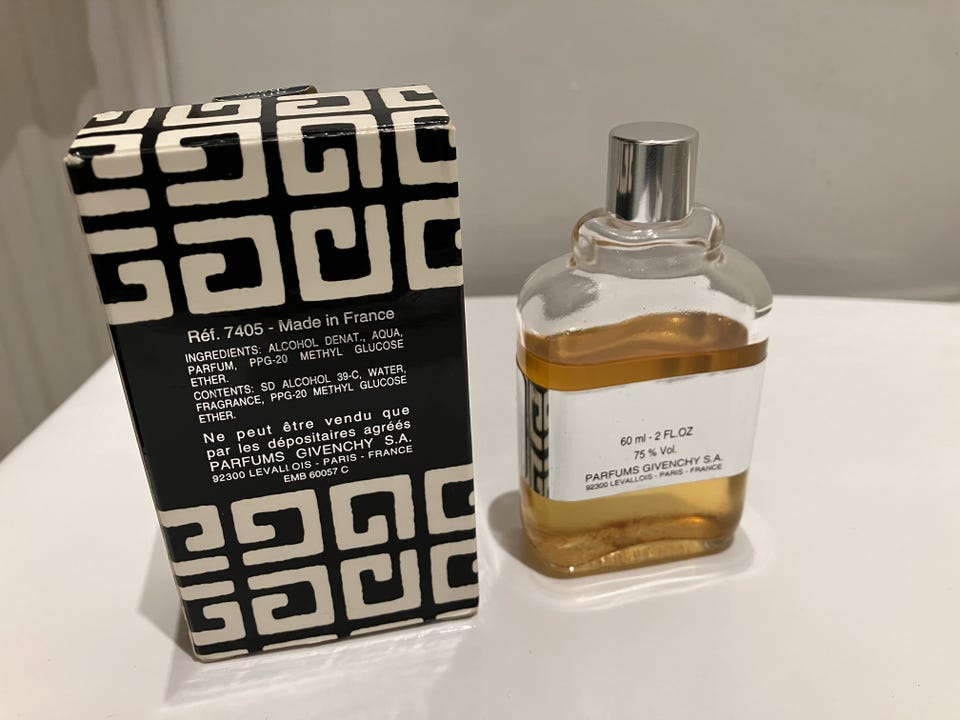 Réf. 7405 - Made in France
INGREDIENTS: ALCOHOL DENAT., AQUA,
PARFUM, PPG-20 METHYL GLUCOSE
ETHER.
CONTENTS: SD ALCOHOL 39-C, WATER,
FRAGRANCE, PPG-20 METHYL GLUCOSE
ETHER.
Ne peut être vendu que
par les dépositaires agréés
PARFUMS GIVENCHY S.A.
92300 LEVALLOIS - PARIS - FRANCE
EMB 60057 C
60 ml - 2 FL.OZ
75 % Vol.
PARFUMS GIVENCHY S.A.
92300 LEVALLOIS - PARIS - FRANCE